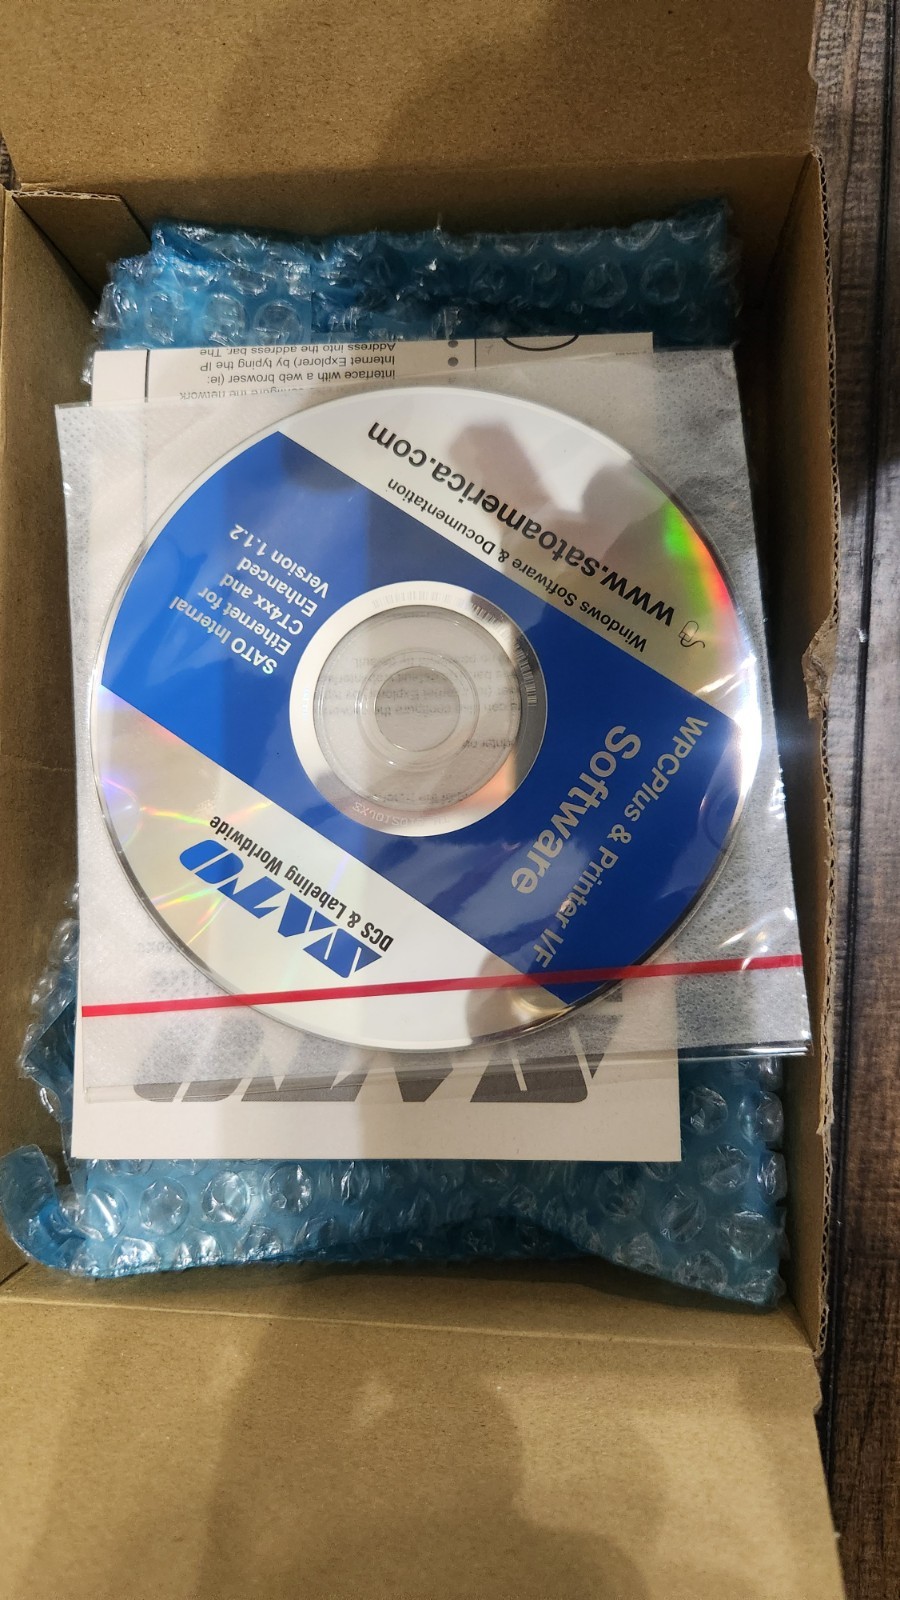 SATO
DCS & Labeling Worldwide
WPCPlus & Printer I/F
Software
SATO Internal
Ethernet for
CT4xx and
Enhanced
Version 1.1.2
Windows Software & Documentation
www.satoamerica.com
SATO
network
interface with a web browser (ie:
Internet Explorer) by typing the IP
Address into the address bar. The